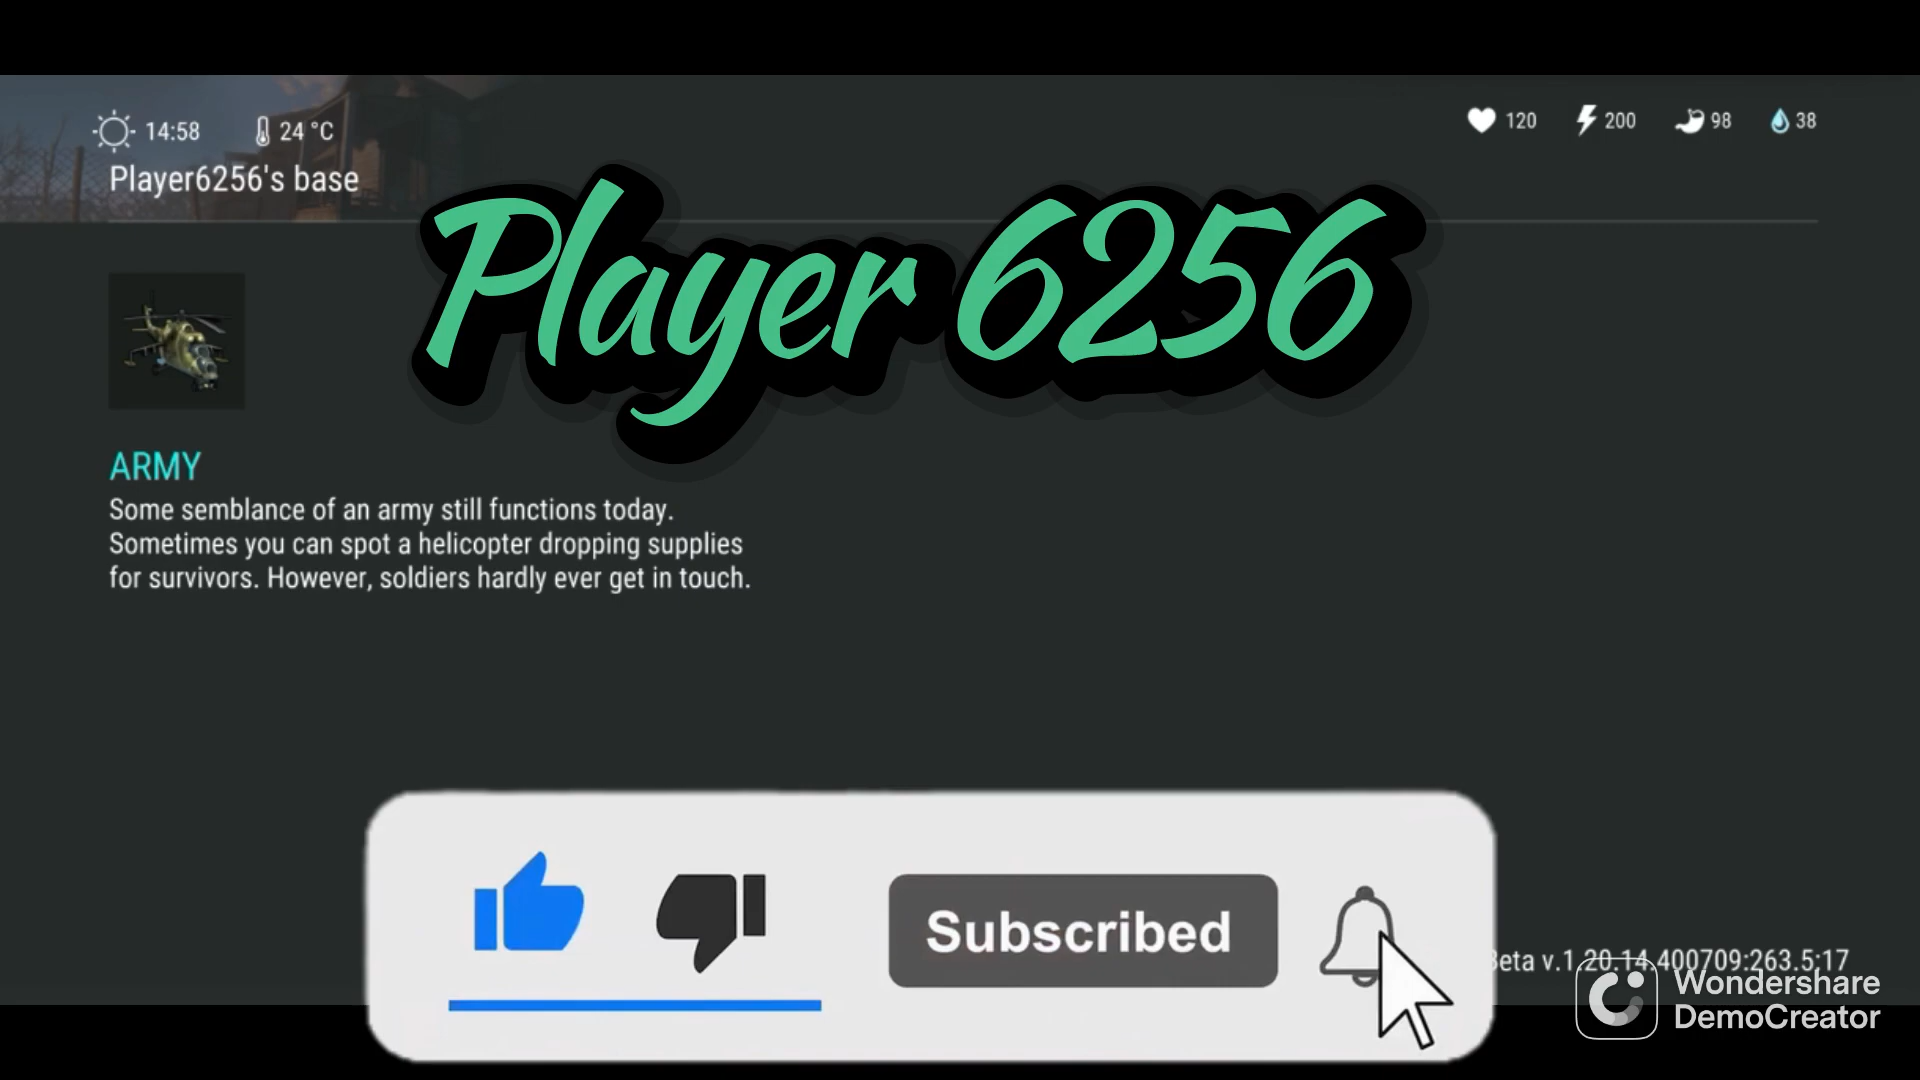 14:58 24 °C
120 200 98 38
Player6256's base
Player 6256
ARMY
Some semblance of an army still functions today.
Sometimes you can spot a helicopter dropping supplies
for survivors. However, soldiers hardly ever get in touch.
Subscribed
Beta v.1.20.14.400709:263.5:17
Wondershare
DemoCreator